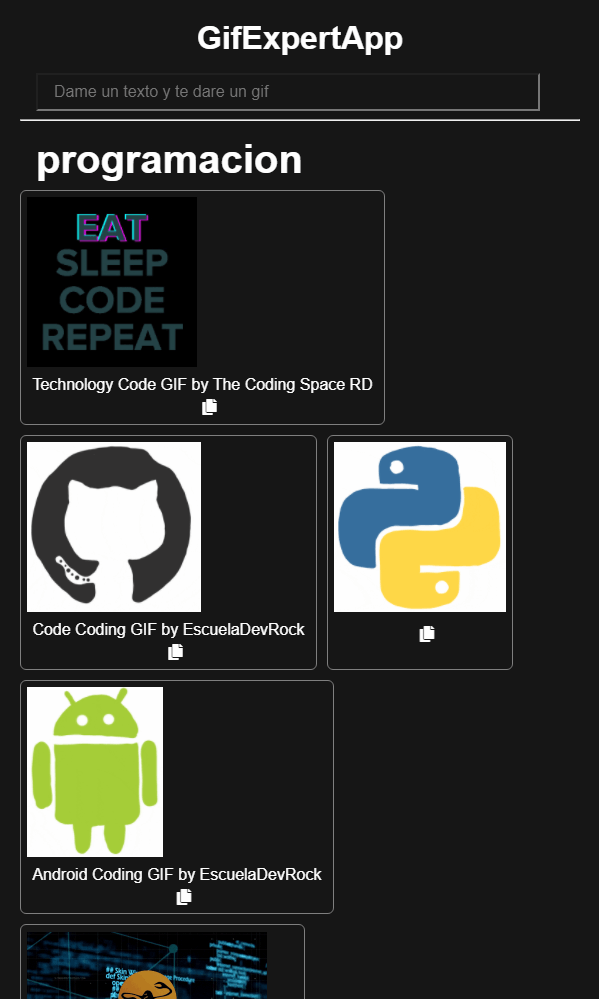 GifExpertApp
Dame un texto y te dare un gif
programacion
EAT
SLEEP
CODE
REPEAT
Technology Code GIF by The Coding Space RD
Code Coding GIF by EscuelaDevRock
Android Coding GIF by EscuelaDevRock